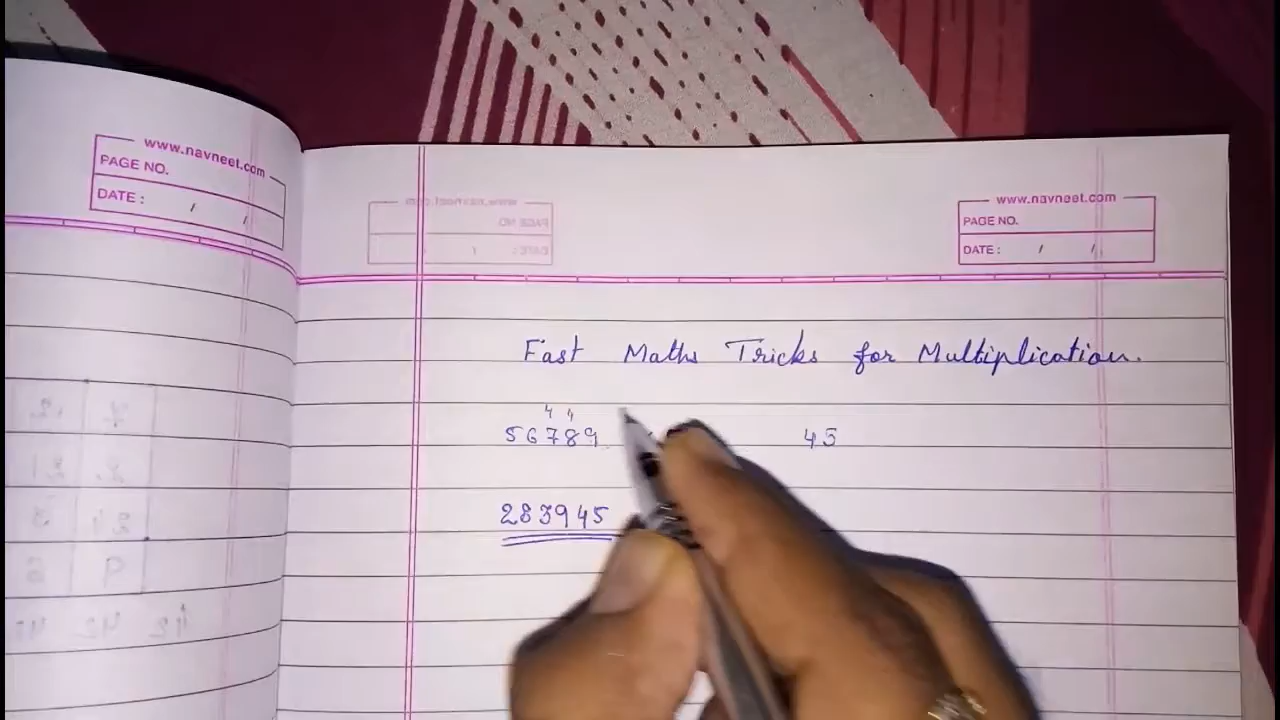 www.navneet.com
PAGE NO.
DATE : / /
www.navneet.com
PAGE NO.
DATE : / /
Fast Maths Tricks for Multiplication.
4 4
56789
45
283945